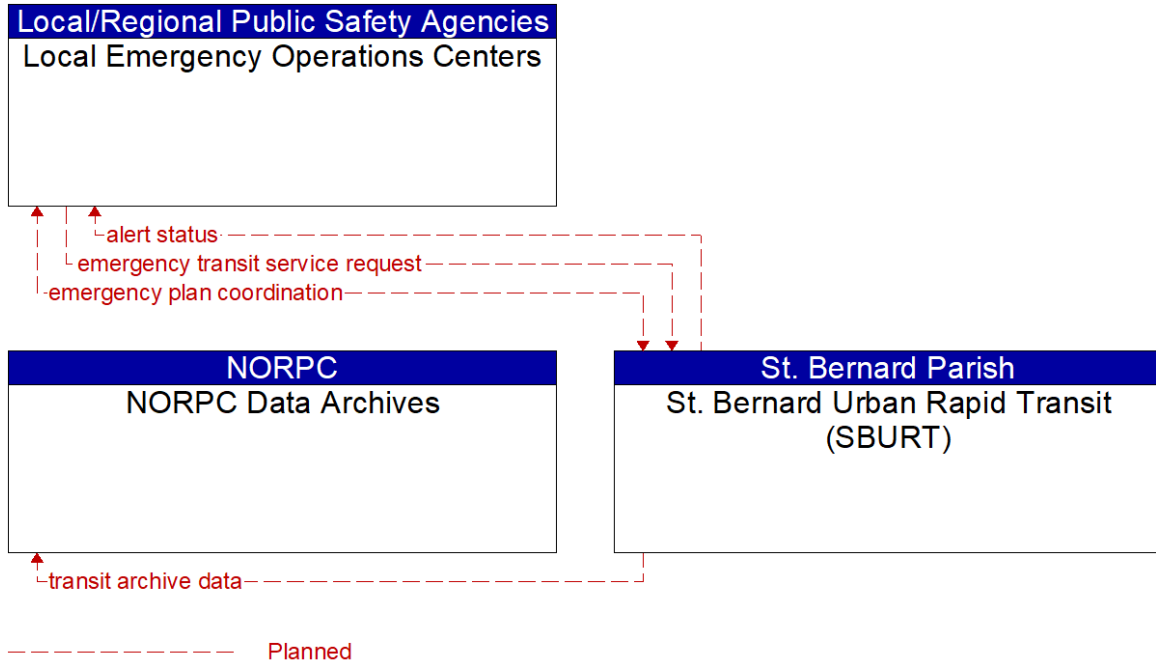 Local/Regional Public Safety Agencies
Local Emergency Operations Centers
alert status
emergency transit service request
emergency plan coordination
NORPC
NORPC Data Archives
St. Bernard Parish
St. Bernard Urban Rapid Transit
(SBURT)
transit archive data
Planned